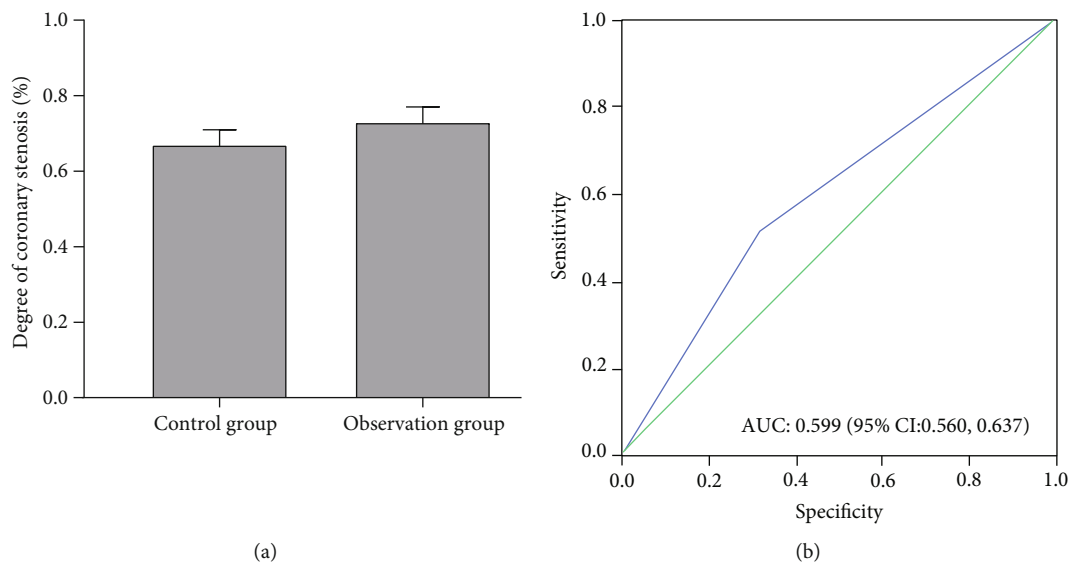 Degree of coronary stenosis (%)
1.0
0.8
0.6
0.4
0.2
0.0
Control group
Observation group
(a)
Sensitivity
1.0
0.8
0.6
0.4
0.2
0.0
AUC: 0.599 (95% CI:0.560, 0.637)
0.0 0.2 0.4 0.6 0.8 1.0
Specificity
(b)